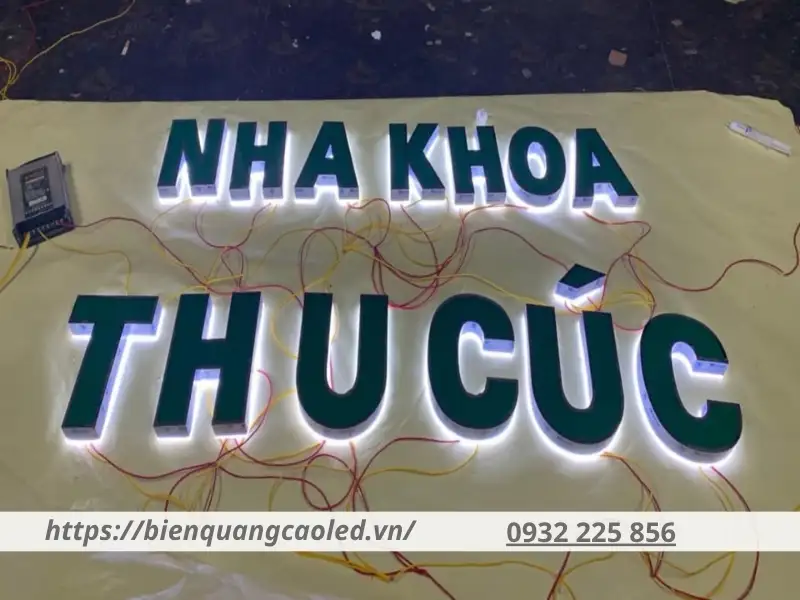 NHA KHOA
THU CÚC
https://bienquangcaoled.vn/ 0932 225 856